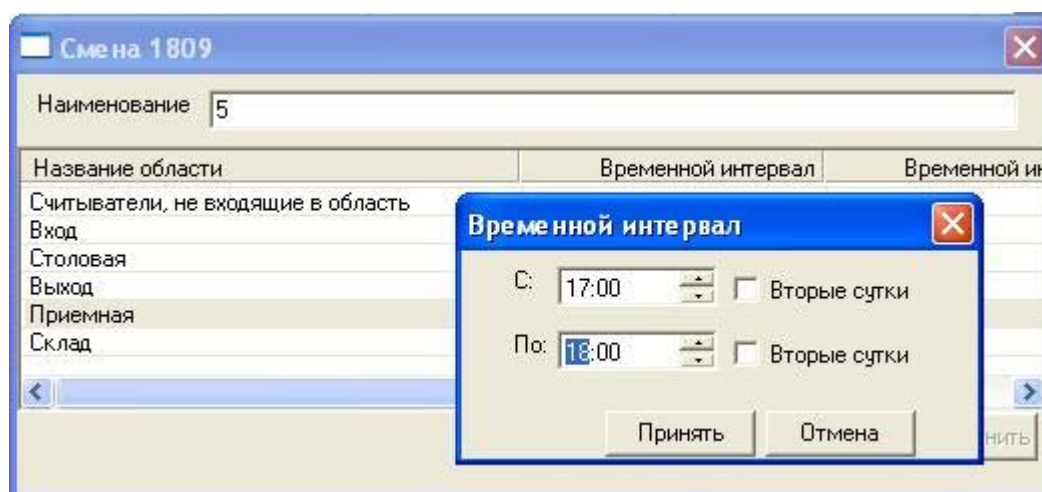 Смена 1809
Наименование 5
Название области Временной интервал Временной
Считыватели, не входящие в область
Вход
Столовая
Выход
Приемная
Склад
Временной интервал
С: 17:00 Вторые сутки
По: 18:00 Вторые сутки
Принять Отмена